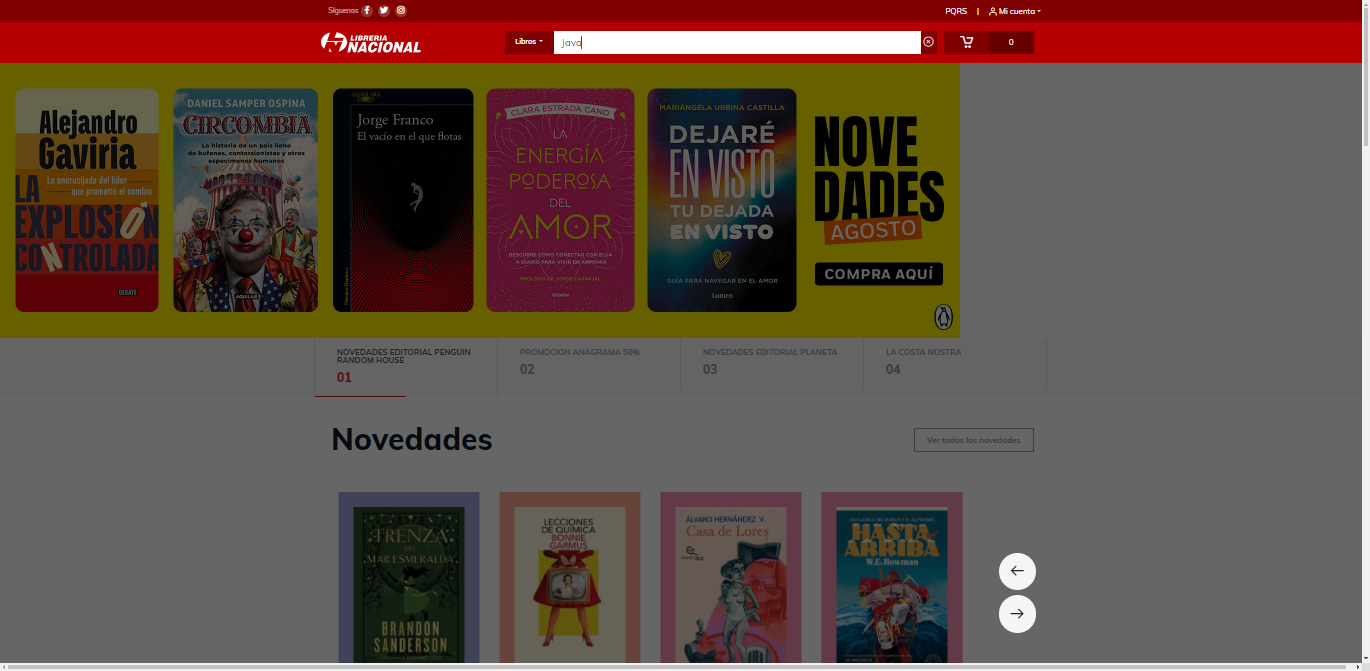 Síguenos
PQRS
Mi cuenta
LIBRERIA
NACIONAL
Libros
Java
0
Alejandro
Gaviria
La encrucijada del líder
que prometió el cambio
LA
EXPLOSIÓN
CONTROLADA
DEBATE
DANIEL SAMPER OSPINA
CIRCOMBIA
La historia de un país lleno
de bufones, contorsionistas y otros
especímenes humanos
AGUILAR
ALFAGUARA
Jorge Franco
El vacío en el que flotas
CLARA ESTRADA CANO
LA
ENERGÍA
PODEROSA
DEL
AMOR
DESCUBRE CÓMO CONECTAR CON ELLA
A DIARIO PARA VIVIR EN ARMONÍA
PRÓLOGO DE JORGE CARVAJAL
Grijalbo
MARIÁNGELA URBINA CASTILLA
DEJARÉ
EN VISTO
TU DEJADA
EN VISTO
GUÍA PARA NAVEGAR EN EL AMOR
Lumen
NOVE
DADES
AGOSTO
COMPRA AQUÍ
NOVEDADES EDITORIAL PENGUIN
RANDOM HOUSE
01
PROMOCION ANAGRAMA 50%
02
NOVEDADES EDITORIAL PLANETA
03
LA COSTA NOSTRA
04
Novedades
Ver todas las novedades
TRENZA
DEL
MAR ESMERALDA
BRANDON
SANDERSON
LECCIONES
DE QUÍMICA
BONNIE
GARMUS
ÁLVARO HERNÁNDEZ V.
Casa de Lores
HASTA
ARRIBA
W.E. Bowman